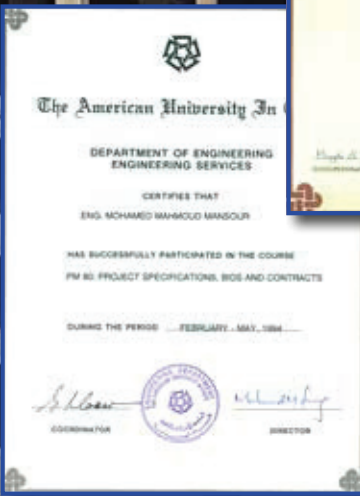 The American University In
DEPARTMENT OF ENGINEERING
ENGINEERING SERVICES
CERTIFIES THAT
ENG. MOHAMED MAHMOUD MANSOUR
HAS SUCCESSFULLY PARTICIPATED IN THE COURSE
PM 80: PROJECT SPECIFICATIONS, BIDS AND CONTRACTS
DURING THE PERIOD FEBRUARY - MAY, 1994
COORDINATOR
DIRECTOR